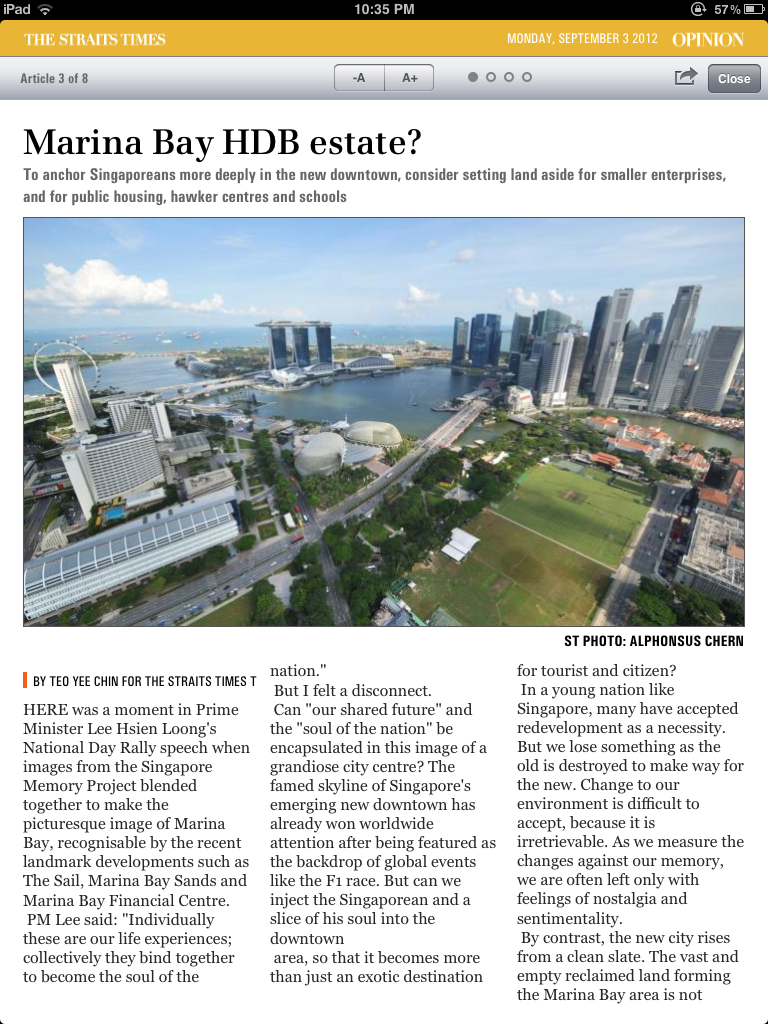 iPad
10:35 PM
57%
THE STRAITS TIMES
MONDAY, SEPTEMBER 3 2012 OPINION
Article 3 of 8
-A A+
Close
Marina Bay HDB estate?
To anchor Singaporeans more deeply in the new downtown, consider setting land aside for smaller enterprises,
and for public housing, hawker centres and schools
ST PHOTO: ALPHONSUS CHERN
BY TEO YEE CHIN FOR THE STRAITS TIMES T
HERE was a moment in Prime
Minister Lee Hsien Loong's
National Day Rally speech when
images from the Singapore
Memory Project blended
together to make the
picturesque image of Marina
Bay, recognisable by the recent
landmark developments such as
The Sail, Marina Bay Sands and
Marina Bay Financial Centre.
PM Lee said: "Individually
these are our life experiences;
collectively they bind together
to become the soul of the
nation."
But I felt a disconnect.
Can "our shared future" and
the "soul of the nation" be
encapsulated in this image of a
grandiose city centre? The
famed skyline of Singapore's
emerging new downtown has
already won worldwide
attention after being featured as
the backdrop of global events
like the F1 race. But can we
inject the Singaporean and a
slice of his soul into the
downtown
area, so that it becomes more
than just an exotic destination
for tourist and citizen?
In a young nation like
Singapore, many have accepted
redevelopment as a necessity.
But we lose something as the
old is destroyed to make way for
the new. Change to our
environment is difficult to
accept, because it is
irretrievable. As we measure the
changes against our memory,
we are often left only with
feelings of nostalgia and
sentimentality.
By contrast, the new city rises
from a clean slate. The vast and
empty reclaimed land forming
the Marina Bay area is not